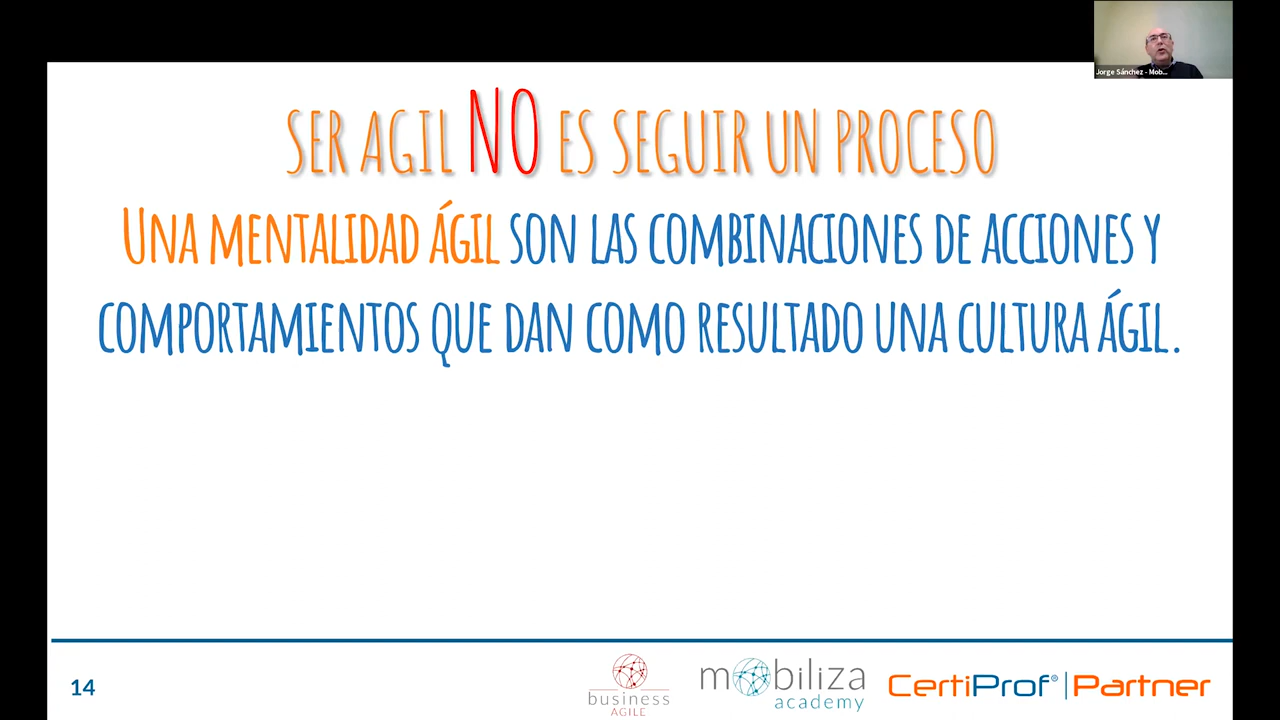 Jorge Sánchez - Mob...
SER AGIL NO ES SEGUIR UN PROCESO
UNA MENTALIDAD ÁGIL SON LAS COMBINACIONES DE ACCIONES Y
COMPORTAMIENTOS QUE DAN COMO RESULTADO UNA CULTURA ÁGIL.
14
business
AGILE
mobiliza
academy
CertiProf® | Partner